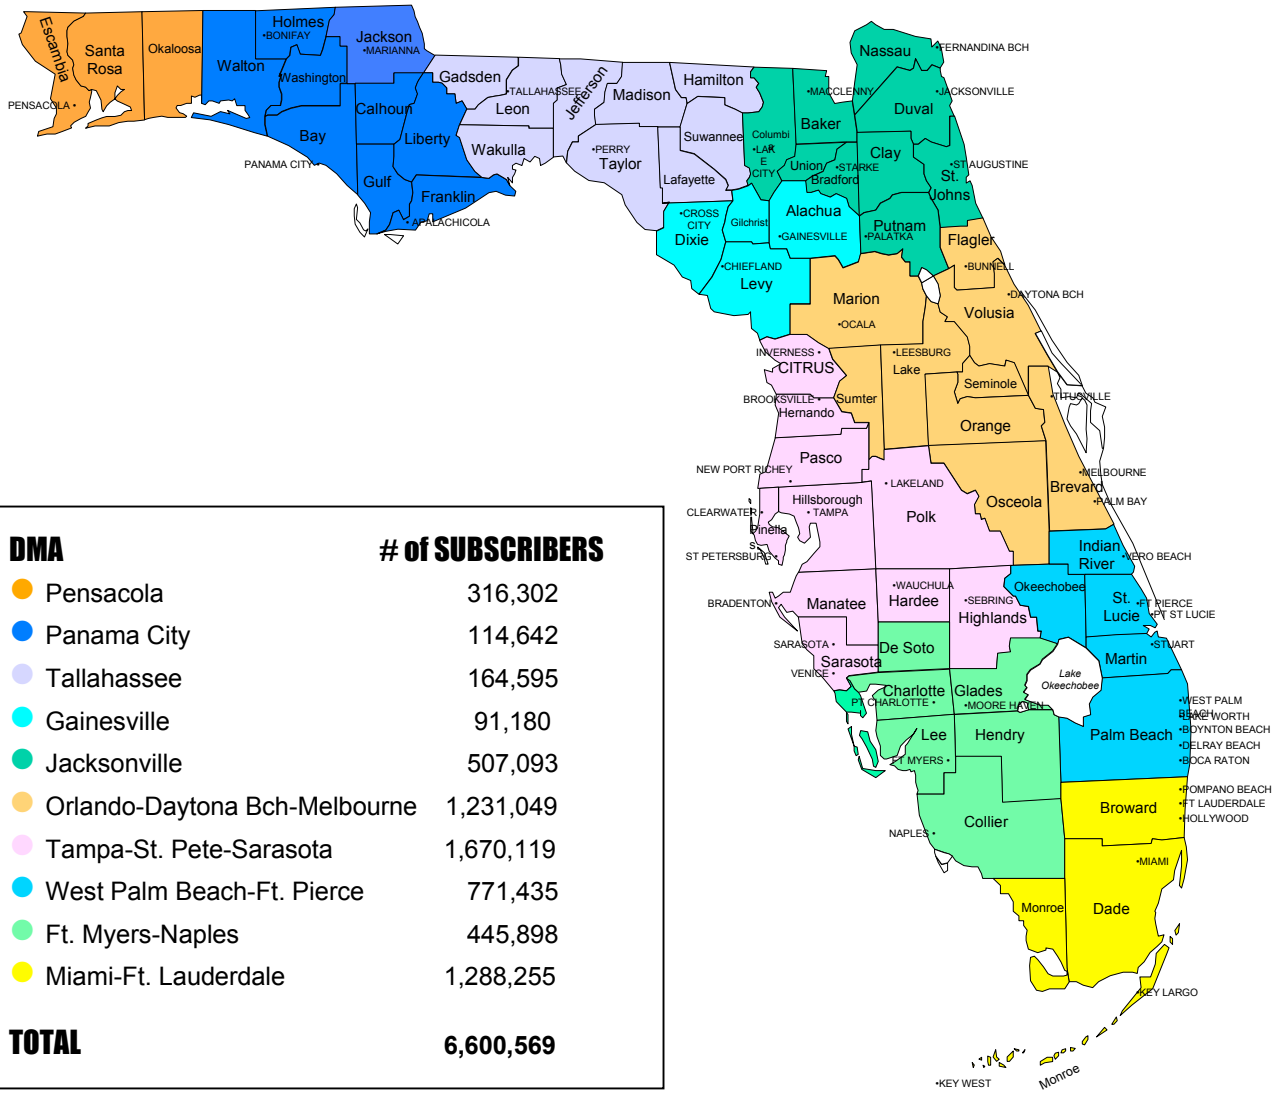 Escambia
Santa
Rosa
Okaloosa
Walton
Holmes
•BONIFAY
Washington
Jackson
•MARIANNA
PENSACOLA •
Bay
PANAMA CITY•
Calhoun
Liberty
Gulf
Franklin
• APALACHICOLA
Gadsden
•TALLAHASSEE
Leon
Wakulla
Jefferson
Madison
Hamilton
Suwannee
•PERRY
Taylor
Lafayette
Columbi
a
•LAK
E
CITY
•MACCLENNY
Baker
Union
•STARKE
Bradford
Nassau
•FERNANDINA BCH
•JACKSONVILLE
Duval
Clay
•ST AUGUSTINE
St.
Johns
Putnam
•PALATKA
•CROSS
CITY
Dixie
Gilchrist
Alachua
•GAINESVILLE
•CHIEFLAND
Levy
Flagler
•BUNNELL
•DAYTONA BCH
Volusia
Marion
•OCALA
INVERNESS •
CITRUS
•LEESBURG
Lake
Sumter
Seminole
BROOKSVILLE •
Hernando
•TITUSVILLE
Orange
Pasco
NEW PORT RICHEY
•
•MELBOURNE
Brevard
•PALM BAY
Osceola
• LAKELAND
Polk
Hillsborough
• TAMPA
CLEARWATER •
Pinella
s
ST PETERSBURG•
Indian
River
•VERO BEACH
Okeechobee
St.
Lucie
•FT PIERCE
•PT ST LUCIE
•STUART
Martin
BRADENTON•
Manatee
•WAUCHULA
Hardee
•SEBRING
Highlands
SARASOTA •
Sarasota
VENICE •
De Soto
Charlotte
PT CHARLOTTE •
Glades
•MOORE HAVEN
Lake
Okeechobee
•WEST PALM
BEACH
•LAKE WORTH
•BOYNTON BEACH
•DELRAY BEACH
•BOCA RATON
Palm Beach
Lee
FT MYERS •
Hendry
•POMPANO BEACH
•FT LAUDERDALE
•HOLLYWOOD
Broward
Collier
NAPLES •
•MIAMI
Dade
Monroe
•KEY LARGO
Monroe
•KEY WEST
DMA # of SUBSCRIBERS
Pensacola 316,302
Panama City 114,642
Tallahassee 164,595
Gainesville 91,180
Jacksonville 507,093
Orlando-Daytona Bch-Melbourne 1,231,049
Tampa-St. Pete-Sarasota 1,670,119
West Palm Beach-Ft. Pierce 771,435
Ft. Myers-Naples 445,898
Miami-Ft. Lauderdale 1,288,255
TOTAL 6,600,569